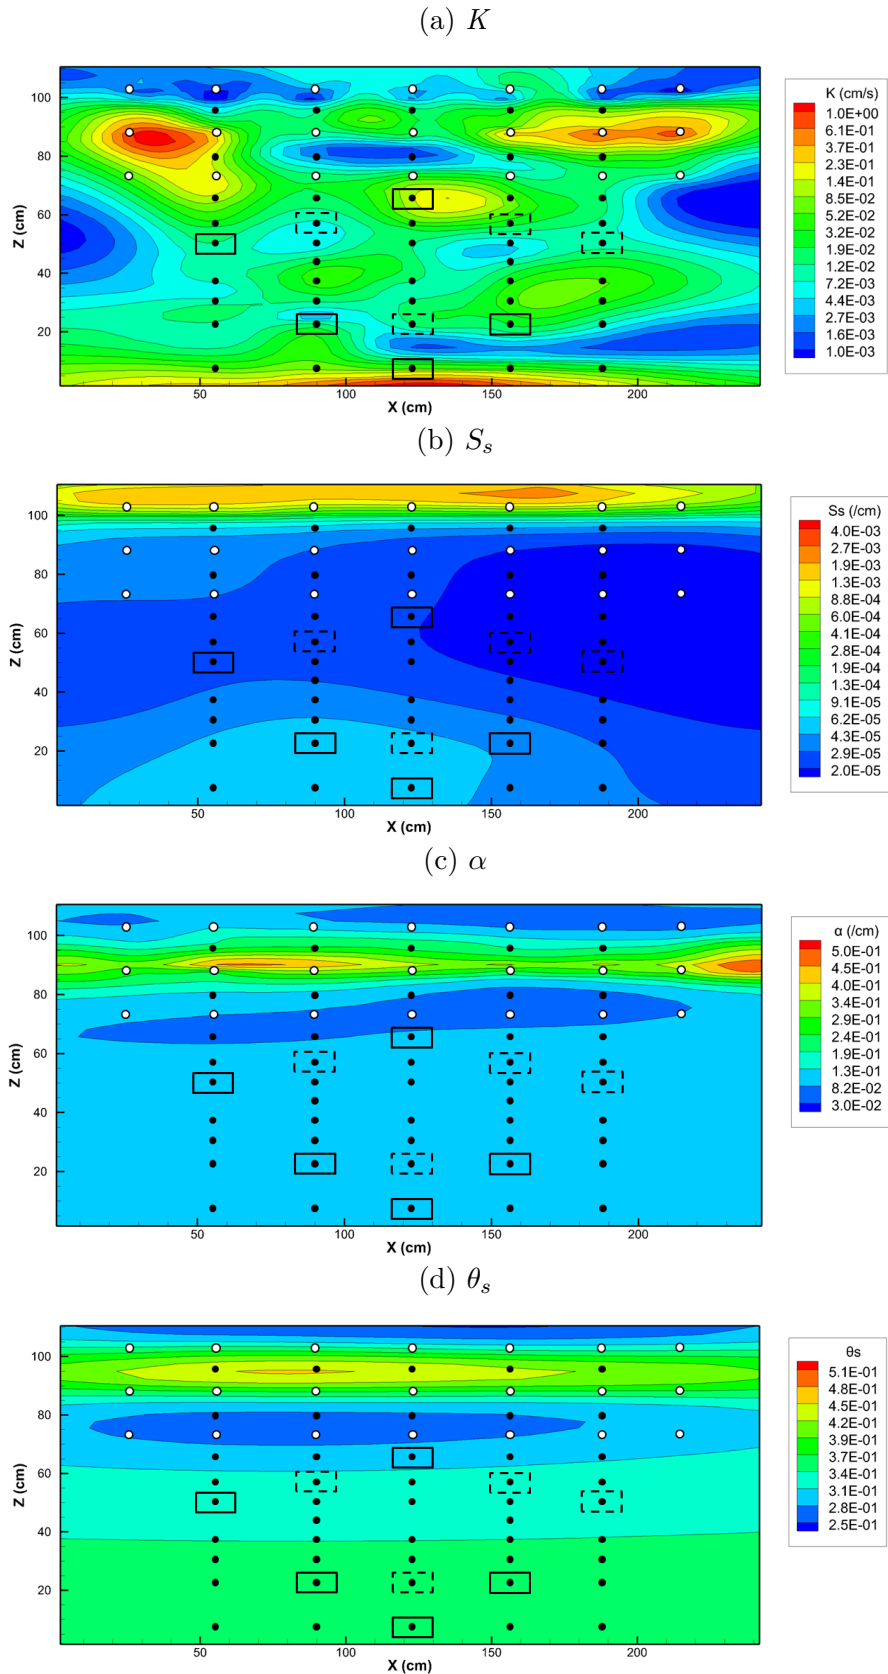 (a) K
K (cm/s)
1.0E+00
6.1E-01
3.7E-01
2.3E-01
1.4E-01
8.5E-02
5.2E-02
3.2E-02
1.9E-02
1.2E-02
7.2E-03
4.4E-03
2.7E-03
1.6E-03
1.0E-03
Z (cm)
100
80
60
40
20
50 100 150 200
X (cm)
(b) Sₛ
Ss (/cm)
4.0E-03
2.7E-03
1.9E-03
1.3E-03
8.8E-04
6.0E-04
4.1E-04
2.8E-04
1.9E-04
1.3E-04
9.1E-05
6.2E-05
4.3E-05
2.9E-05
2.0E-05
Z (cm)
100
80
60
40
20
50 100 150 200
X (cm)
(c) α
α (/cm)
5.0E-01
4.5E-01
4.0E-01
3.4E-01
2.9E-01
2.4E-01
1.9E-01
1.3E-01
8.2E-02
3.0E-02
Z (cm)
100
80
60
40
20
50 100 150 200
X (cm)
(d) θₛ
θs
5.1E-01
4.8E-01
4.5E-01
4.2E-01
3.9E-01
3.7E-01
3.4E-01
3.1E-01
2.8E-01
2.5E-01
Z (cm)
100
80
60
40
20
50 100 150 200
X (cm)